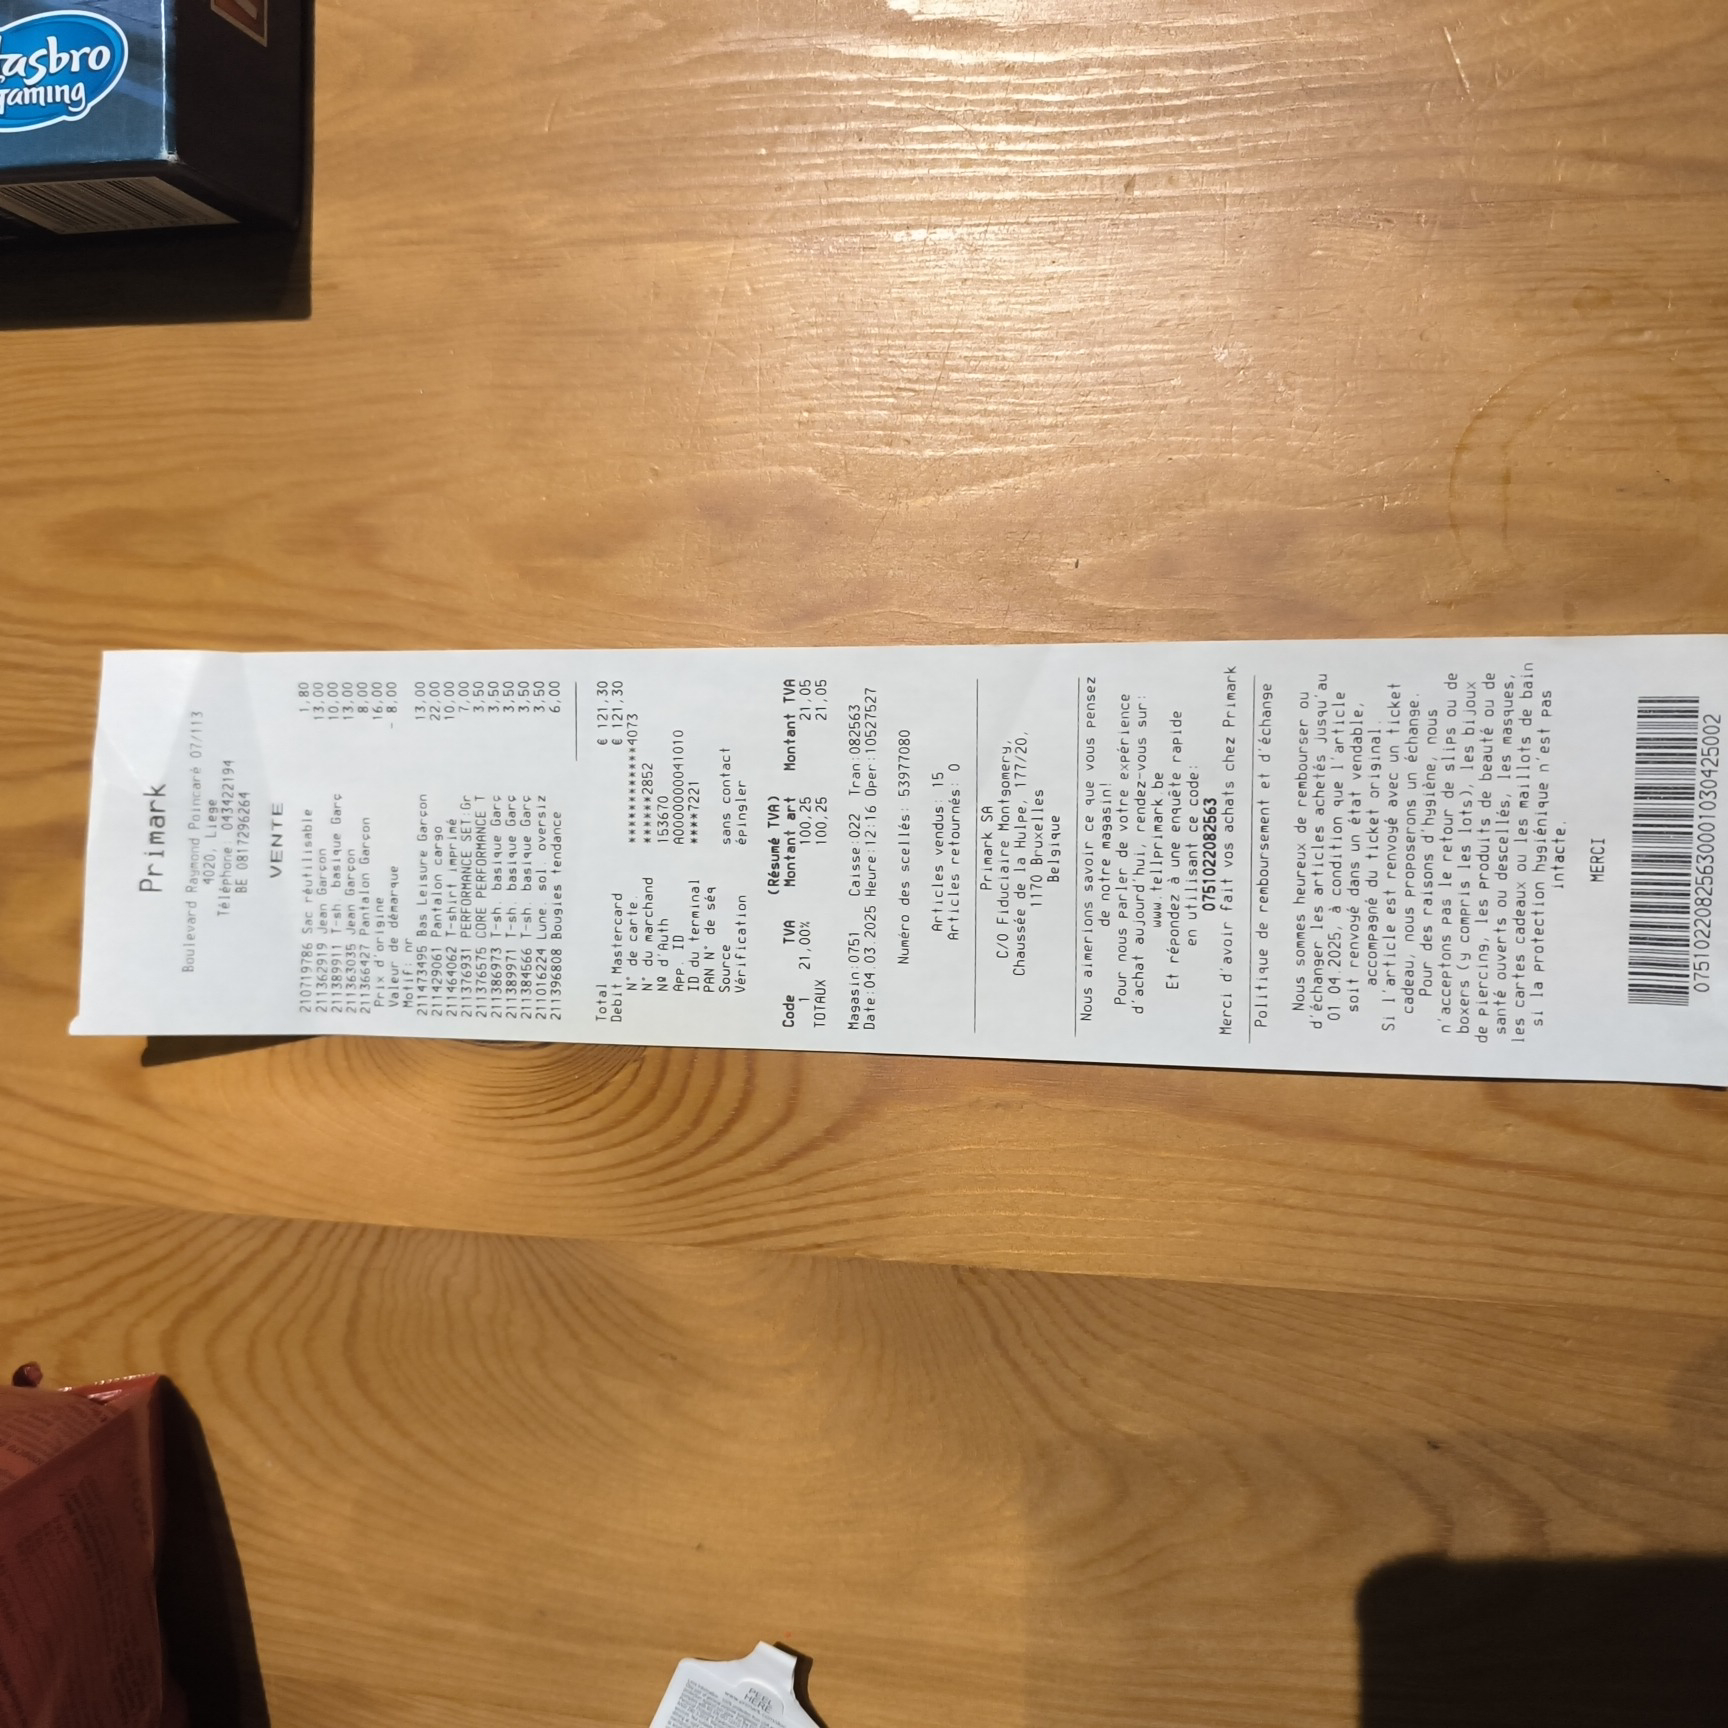 asbro
Gaming
Primark
Boulevard Raymond Poincaré 07/113
4020, Liege
Téléphone: 043422194
BE 0817296264
VENTE
210719786 Sac réutilisable 1,80
211362919 Jean Garçon 13,00
211389911 T-sh. basique Garç 10,00
211363035 Jean Garçon 13,00
211366427 Pantalon Garçon 8,00
Prix d'origine 16,00
Valeur de démarque - 8,00
Motif: nr
211473495 Bas Leisure Garçon 13,00
211429061 Pantalon cargo 22,00
211464062 T-shirt imprimé 10,00
211376931 PERFORMANCE SET:Gr 7,00
211376575 CORE PERFORMANCE T 3,50
211386973 T-sh. basique Garç 3,50
211389971 T-sh. basique Garç 3,50
211384566 T-sh. basique Garç 3,50
211016224 Lune. sol. oversiz 3,50
211396808 Bougies tendance 6,00
Total € 121,30
Debit Mastercard € 121,30
N° de carte. ************4073
N° du marchand ******2852
Nº d'Auth 153670
App. ID A0000000041010
ID du terminal ****7221
PAN N° de séq
Source sans contact
Vérification épingler
(Résumé TVA)
Code TVA Montant art Montant TVA
1 21,00% 100,25 21,05
TOTAUX 100,25 21,05
Magasin:0751 Caisse:022 Tran:082563
Date:04.03.2025 Heure:12:16 Oper:10527527
Numéro des scellés: 53977080
Articles vendus: 15
Articles retournés: 0
Primark SA
C/O Fiduciaire Montgomery,
Chaussée de la Hulpe, 177/20,
1170 Bruxelles
Belgique
Nous aimerions savoir ce que vous pensez
de notre magasin!
Pour nous parler de votre expérience
d'achat aujourd'hui, rendez-vous sur:
www.tellprimark.be
Et répondez à une enquête rapide
en utilisant ce code:
0751022082563
Merci d'avoir fait vos achats chez Primark
Politique de remboursement et d'échange
Nous sommes heureux de rembourser ou
d'échanger les articles achetés jusqu'au
01.04.2025, à condition que l'article
soit renvoyé dans un état vendable,
accompagné du ticket original.
Si l'article est renvoyé avec un ticket
cadeau, nous proposerons un échange.
Pour des raisons d'hygiène, nous
n'acceptons pas le retour de slips ou de
boxers (y compris les lots), les bijoux
de piercing, les produits de beauté ou de
santé ouverts ou descellés, les masques,
les cartes cadeaux ou les maillots de bain
si la protection hygiénique n'est pas
intacte.
MERCI
0751022082563000103042500​2
PEEL
HERE